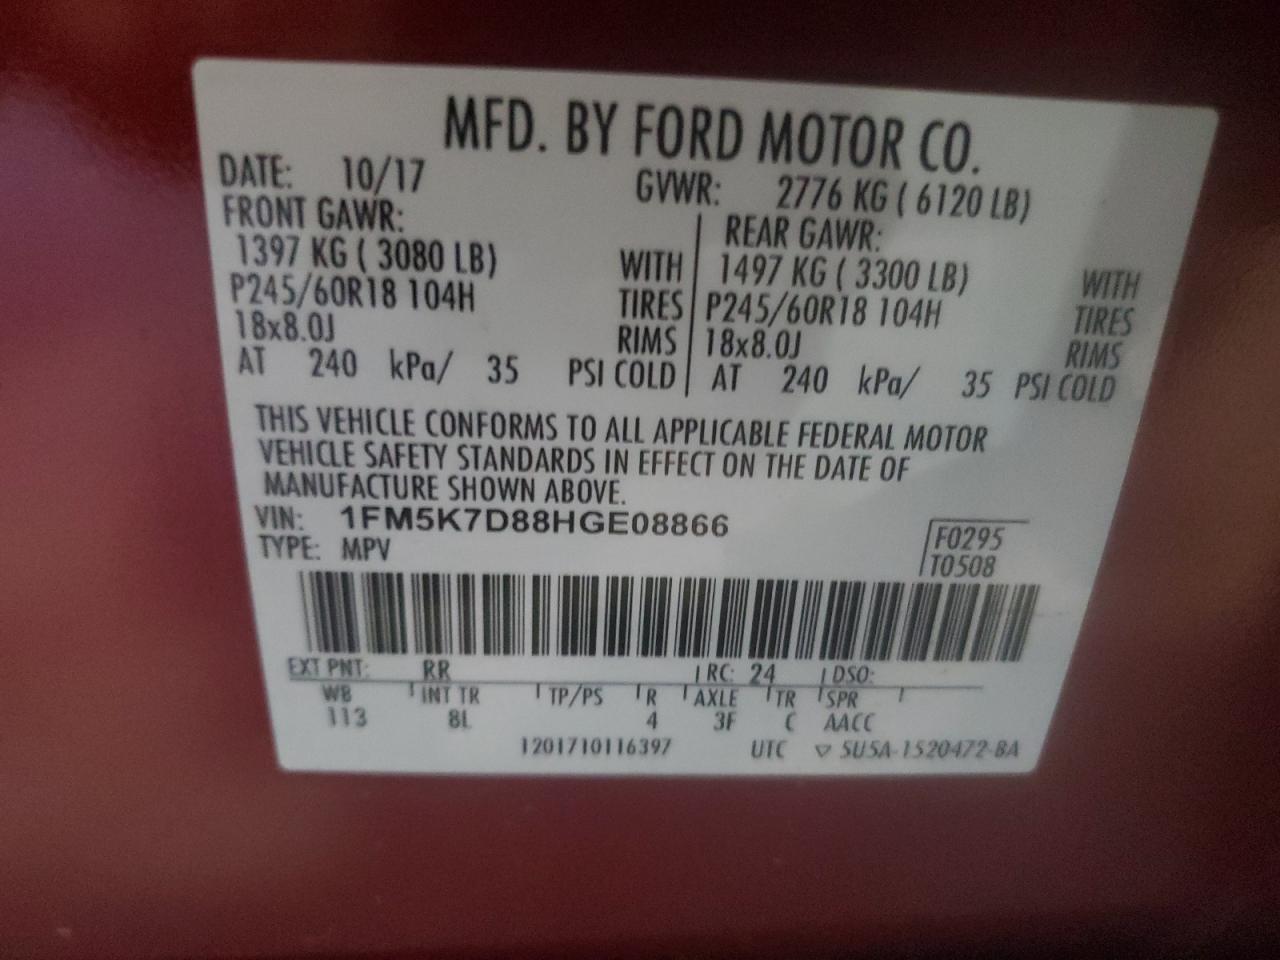 MFD. BY FORD MOTOR CO.
DATE: 10/17 GVWR: 2776 KG ( 6120 LB)
FRONT GAWR: REAR GAWR:
1397 KG ( 3080 LB) WITH 1497 KG ( 3300 LB) WITH
P245/60R18 104H TIRES P245/60R18 104H TIRES
18x8.0J RIMS 18x8.0J RIMS
AT 240 kPa/ 35 PSI COLD AT 240 kPa/ 35 PSI COLD
THIS VEHICLE CONFORMS TO ALL APPLICABLE FEDERAL MOTOR
VEHICLE SAFETY STANDARDS IN EFFECT ON THE DATE OF
MANUFACTURE SHOWN ABOVE.
VIN: 1FM5K7D88HGE08866
TYPE: MPV
F0295
T0508
EXT PNT: RR RC: 24 DSO:
WB INT TR TP/PS R AXLE TR SPR
113 8L 4 3F C AACC
1201710116397 UTC ▽ 5U5A-1520472-BA